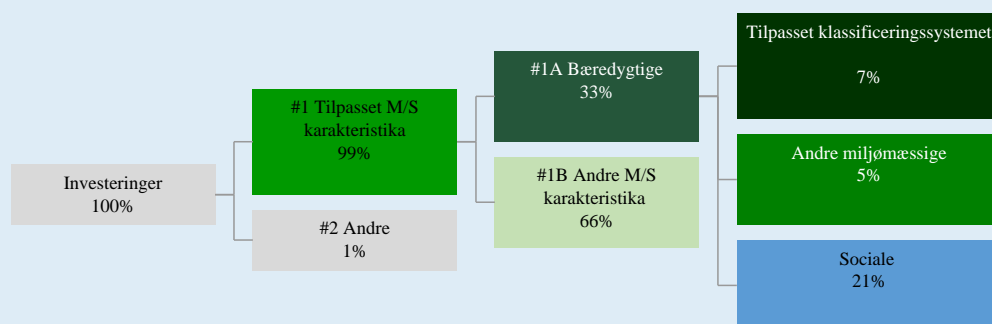 Investeringer
100%
#1 Tilpasset M/S
karakteristika
99%
#2 Andre
1%
#1A Bæredygtige
33%
#1B Andre M/S
karakteristika
66%
Tilpasset klassificeringssystemet
7%
Andre miljømæssige
5%
Sociale
21%